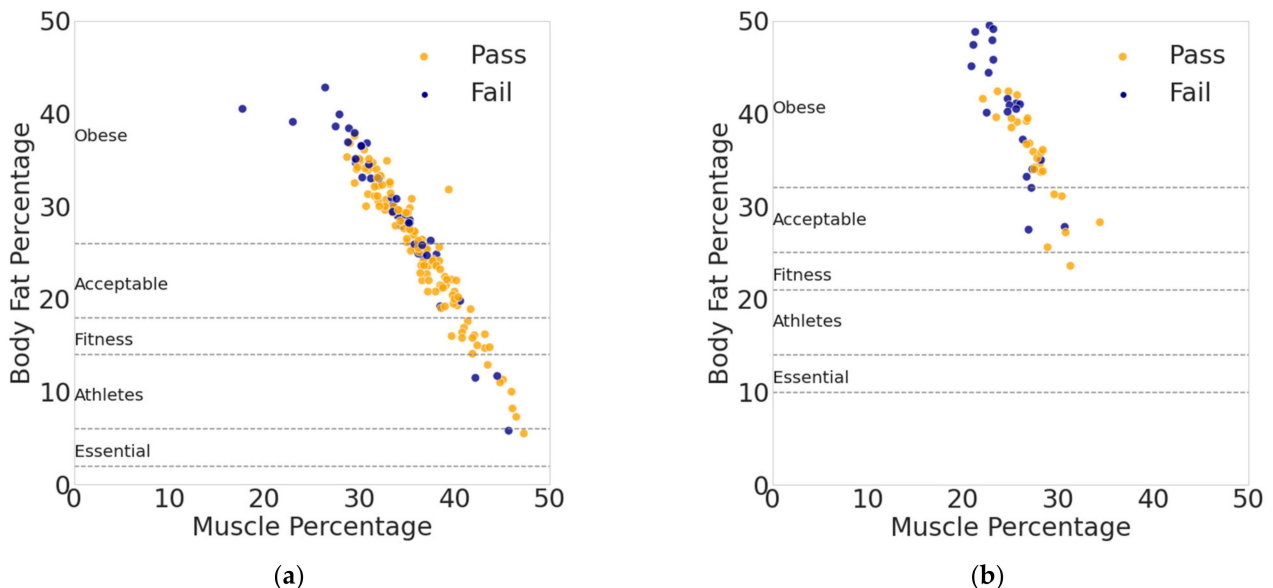 50
40
30
20
10
0
Body Fat Percentage
Pass
Fail
Obese
Acceptable
Fitness
Athletes
Essential
0 10 20 30 40 50
Muscle Percentage
(a)
50
40
30
20
10
0
Body Fat Percentage
Pass
Fail
Obese
Acceptable
Fitness
Athletes
Essential
0 10 20 30 40 50
Muscle Percentage
(b)